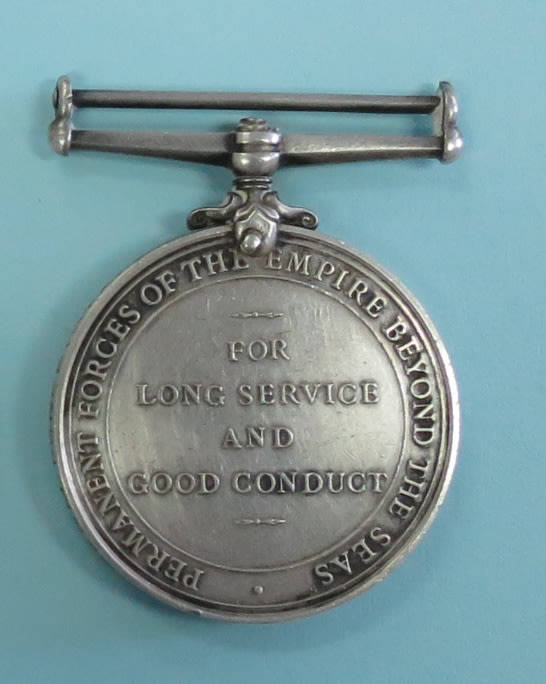 PERMANENT FORCES OF THE EMPIRE BEYOND THE SEAS
FOR
LONG SERVICE
AND
GOOD CONDUCT